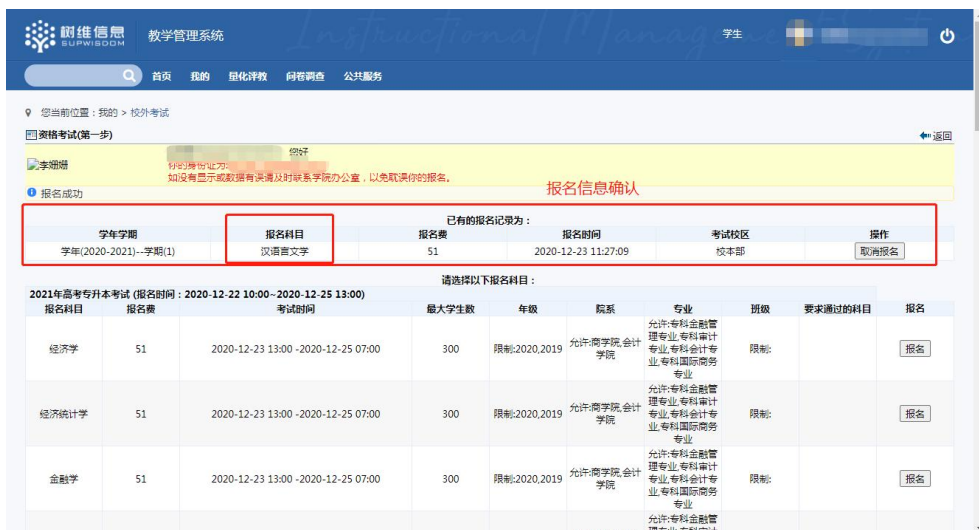 树维信息
SUPWISDOM
教学管理系统
Instructional Management System
学生
首页 我的 量化评教 问卷调查 公共服务
您当前位置：我的 > 校外考试
资格考试(第一步)
返回
李姗姗
您好
你的身份证为:
如没有显示或数据有误请及时联系学院办公室，以免耽误你的报名。
报名成功
报名信息确认
已有的报名记录为：
学年学期 报名科目 报名费 报名时间 考试校区 操作
学年(2020-2021)--学期(1) 汉语言文学 51 2020-12-23 11:27:09 校本部 取消报名
请选择以下报名科目：
2021年高考专升本考试 (报名时间：2020-12-22 10:00~2020-12-25 13:00)
报名科目 报名费 考试时间 最大学生数 年级 院系 专业 班级 要求通过的科目 报名
经济学 51 2020-12-23 13:00 -2020-12-25 07:00 300 限制:2020,2019 允许:商学院,会计学院 允许:专科金融管理专业,专科审计专业,专科会计专业,专科国际商务专业 限制: 报名
经济统计学 51 2020-12-23 13:00 -2020-12-25 07:00 300 限制:2020,2019 允许:商学院,会计学院 允许:专科金融管理专业,专科审计专业,专科会计专业,专科国际商务专业 限制: 报名
金融学 51 2020-12-23 13:00 -2020-12-25 07:00 300 限制:2020,2019 允许:商学院,会计学院 允许:专科金融管理专业,专科审计专业,专科会计专业,专科国际商务专业 限制: 报名
允许:专科金融管